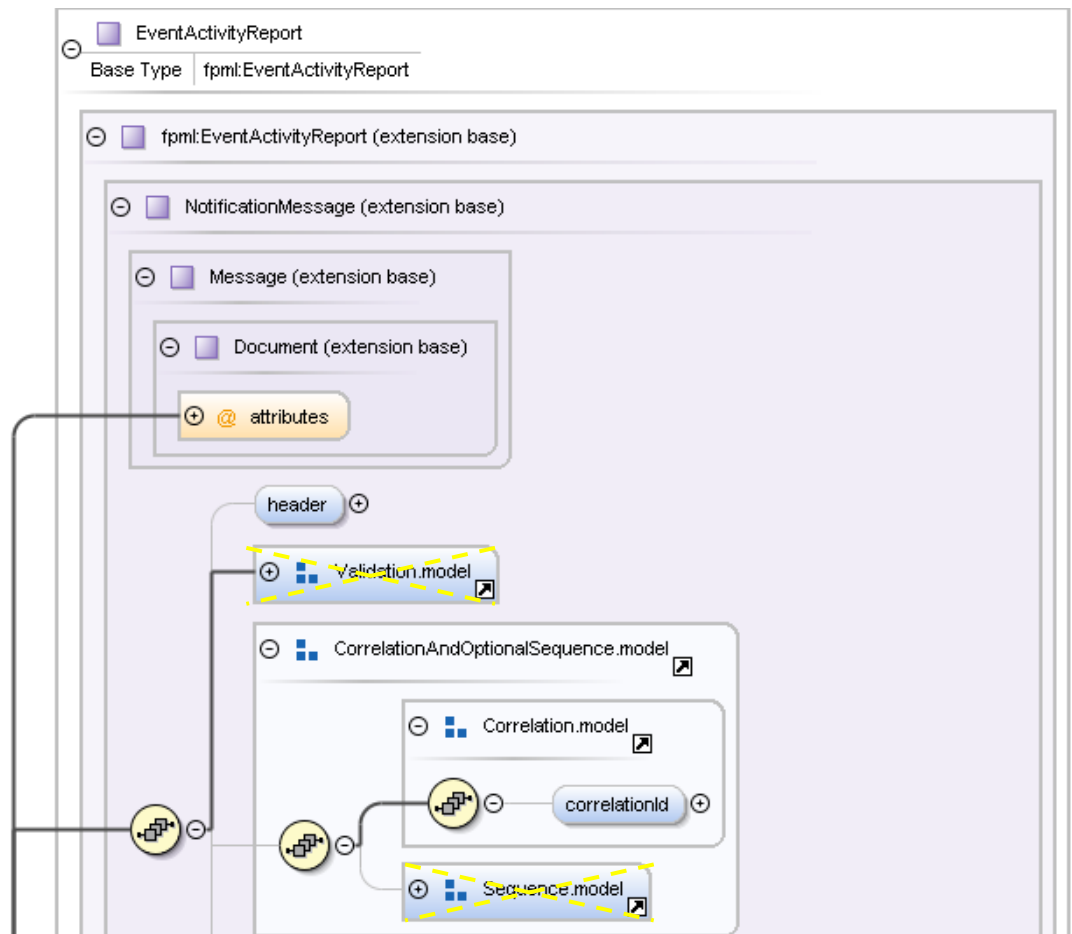 EventActivityReport
Base Type fpml:EventActivityReport
fpml:EventActivityReport (extension base)
NotificationMessage (extension base)
Message (extension base)
Document (extension base)
@ attributes
header
Validation.model
CorrelationAndOptionalSequence.model
Correlation.model
correlationId
Sequence.model